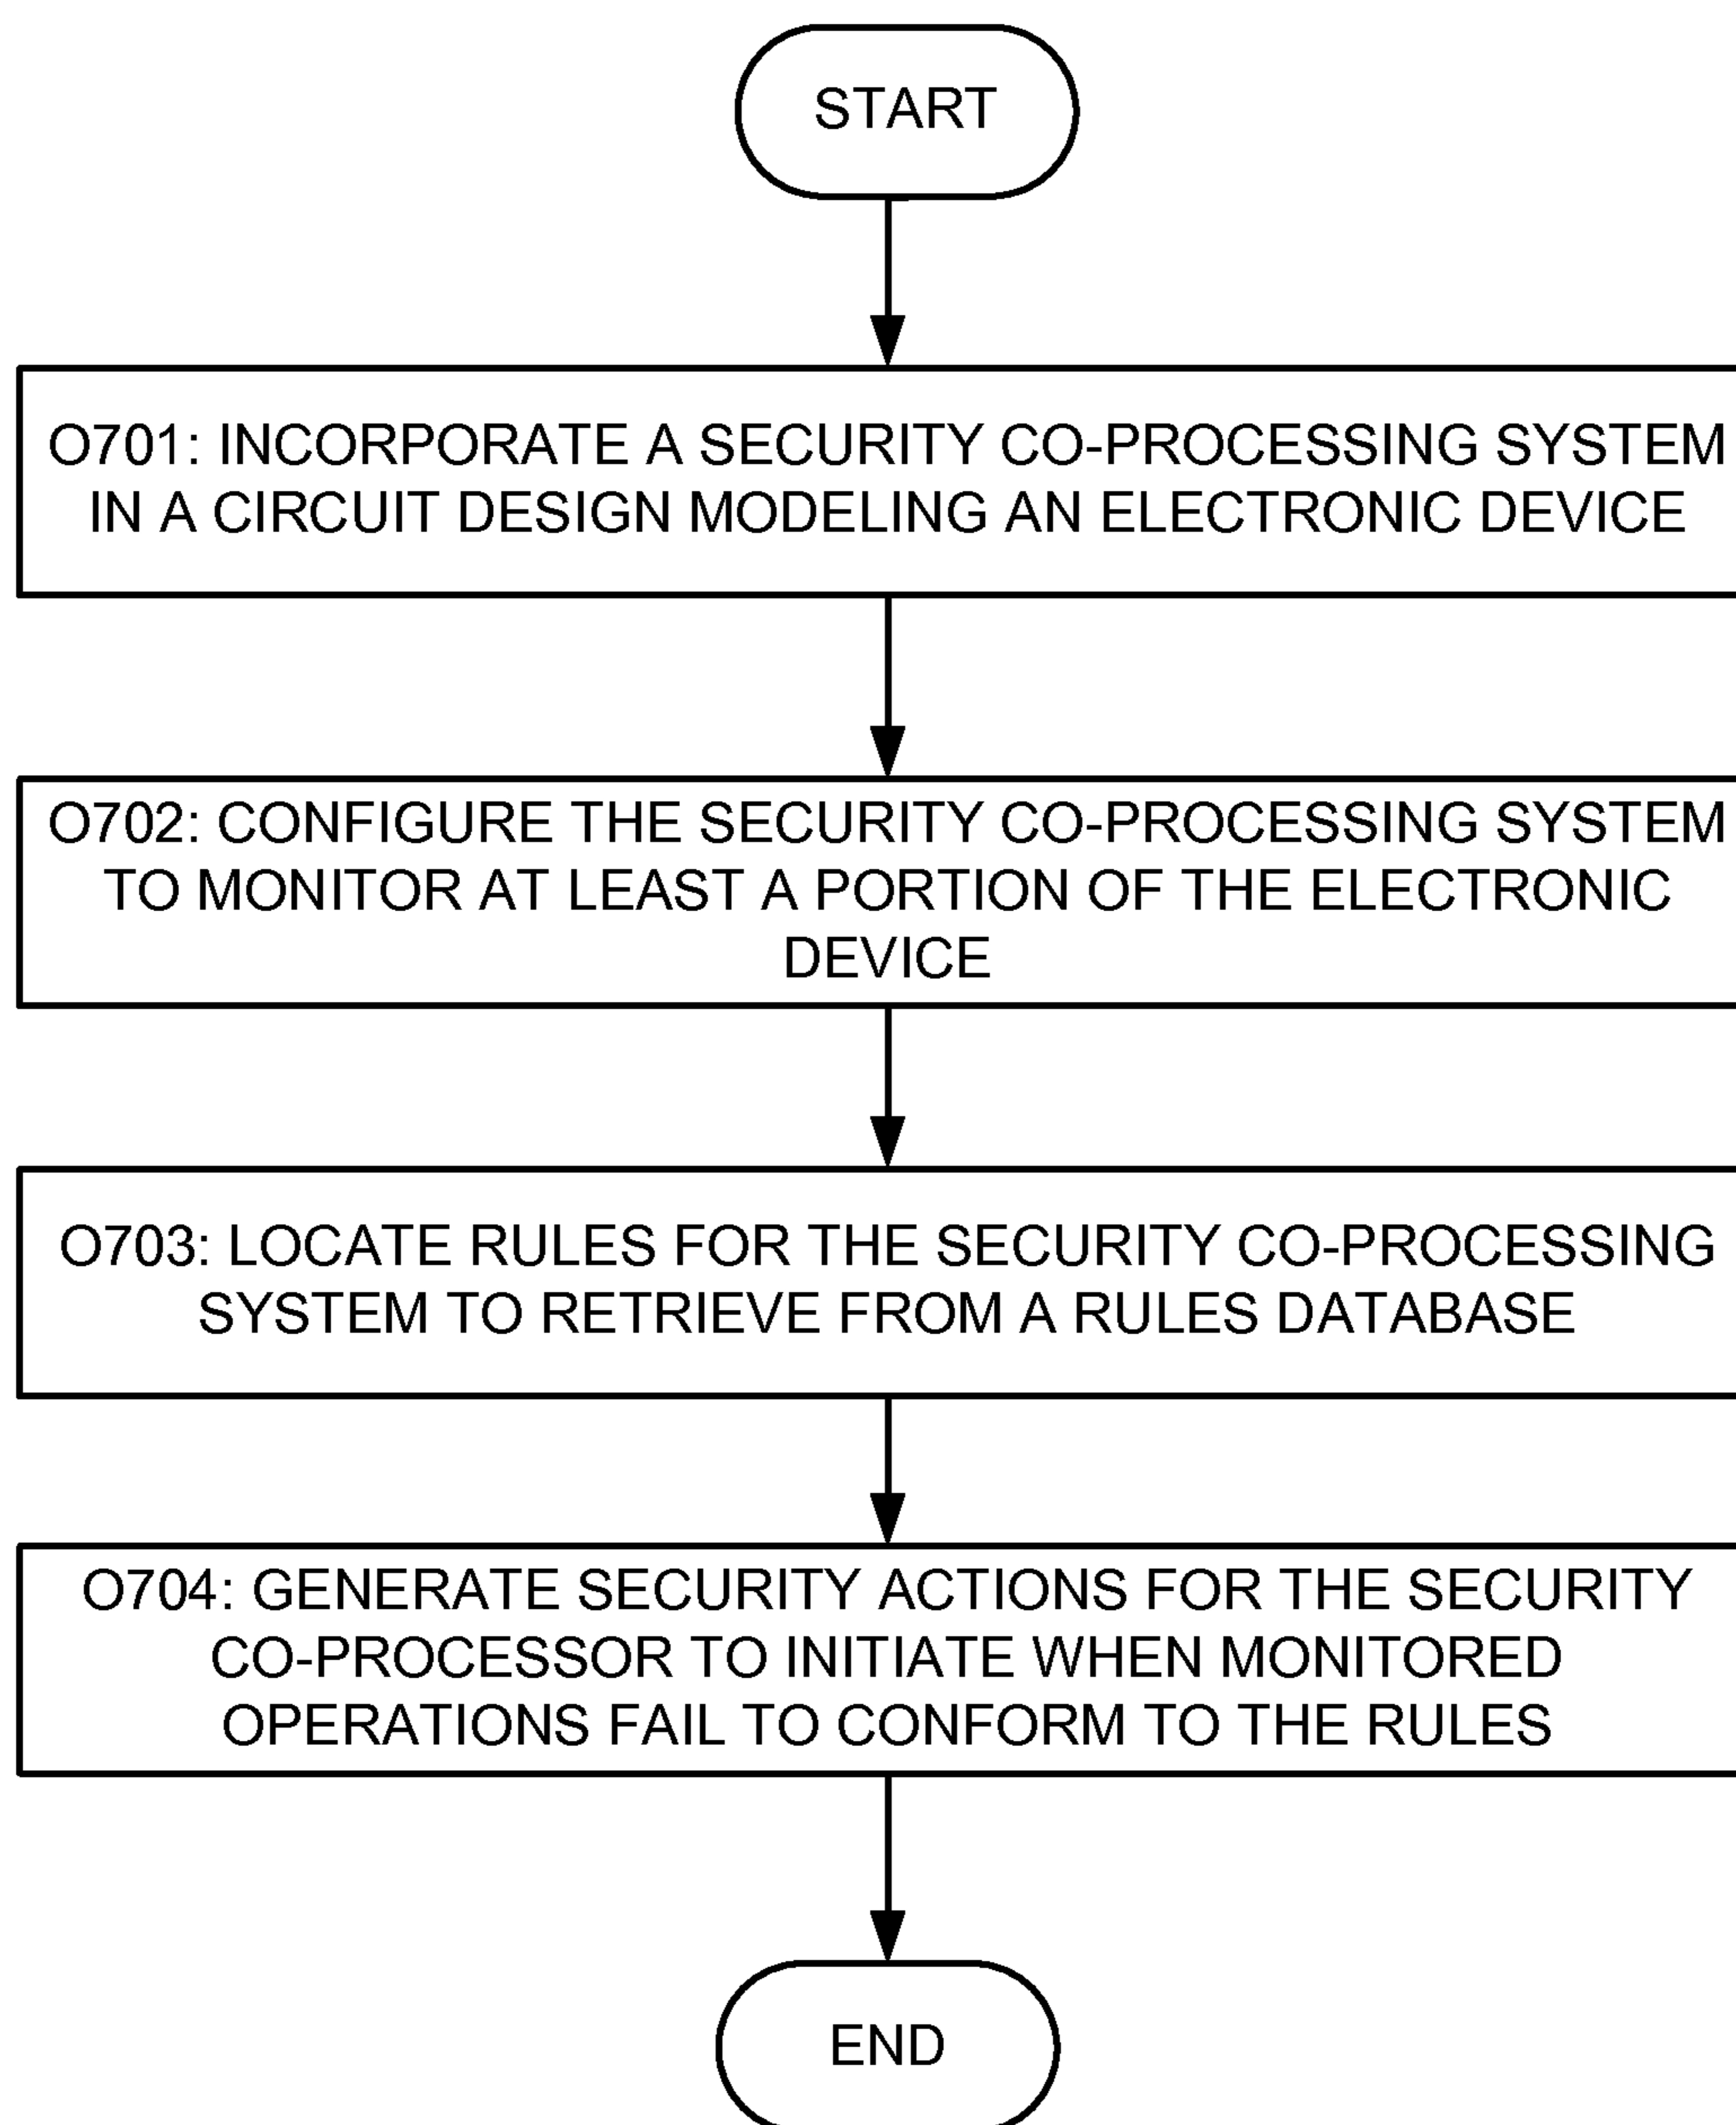 START
O701: INCORPORATE A SECURITY CO-PROCESSING SYSTEM
IN A CIRCUIT DESIGN MODELING AN ELECTRONIC DEVICE
O702: CONFIGURE THE SECURITY CO-PROCESSING SYSTEM
TO MONITOR AT LEAST A PORTION OF THE ELECTRONIC
DEVICE
O703: LOCATE RULES FOR THE SECURITY CO-PROCESSING
SYSTEM TO RETRIEVE FROM A RULES DATABASE
O704: GENERATE SECURITY ACTIONS FOR THE SECURITY
CO-PROCESSOR TO INITIATE WHEN MONITORED
OPERATIONS FAIL TO CONFORM TO THE RULES
END